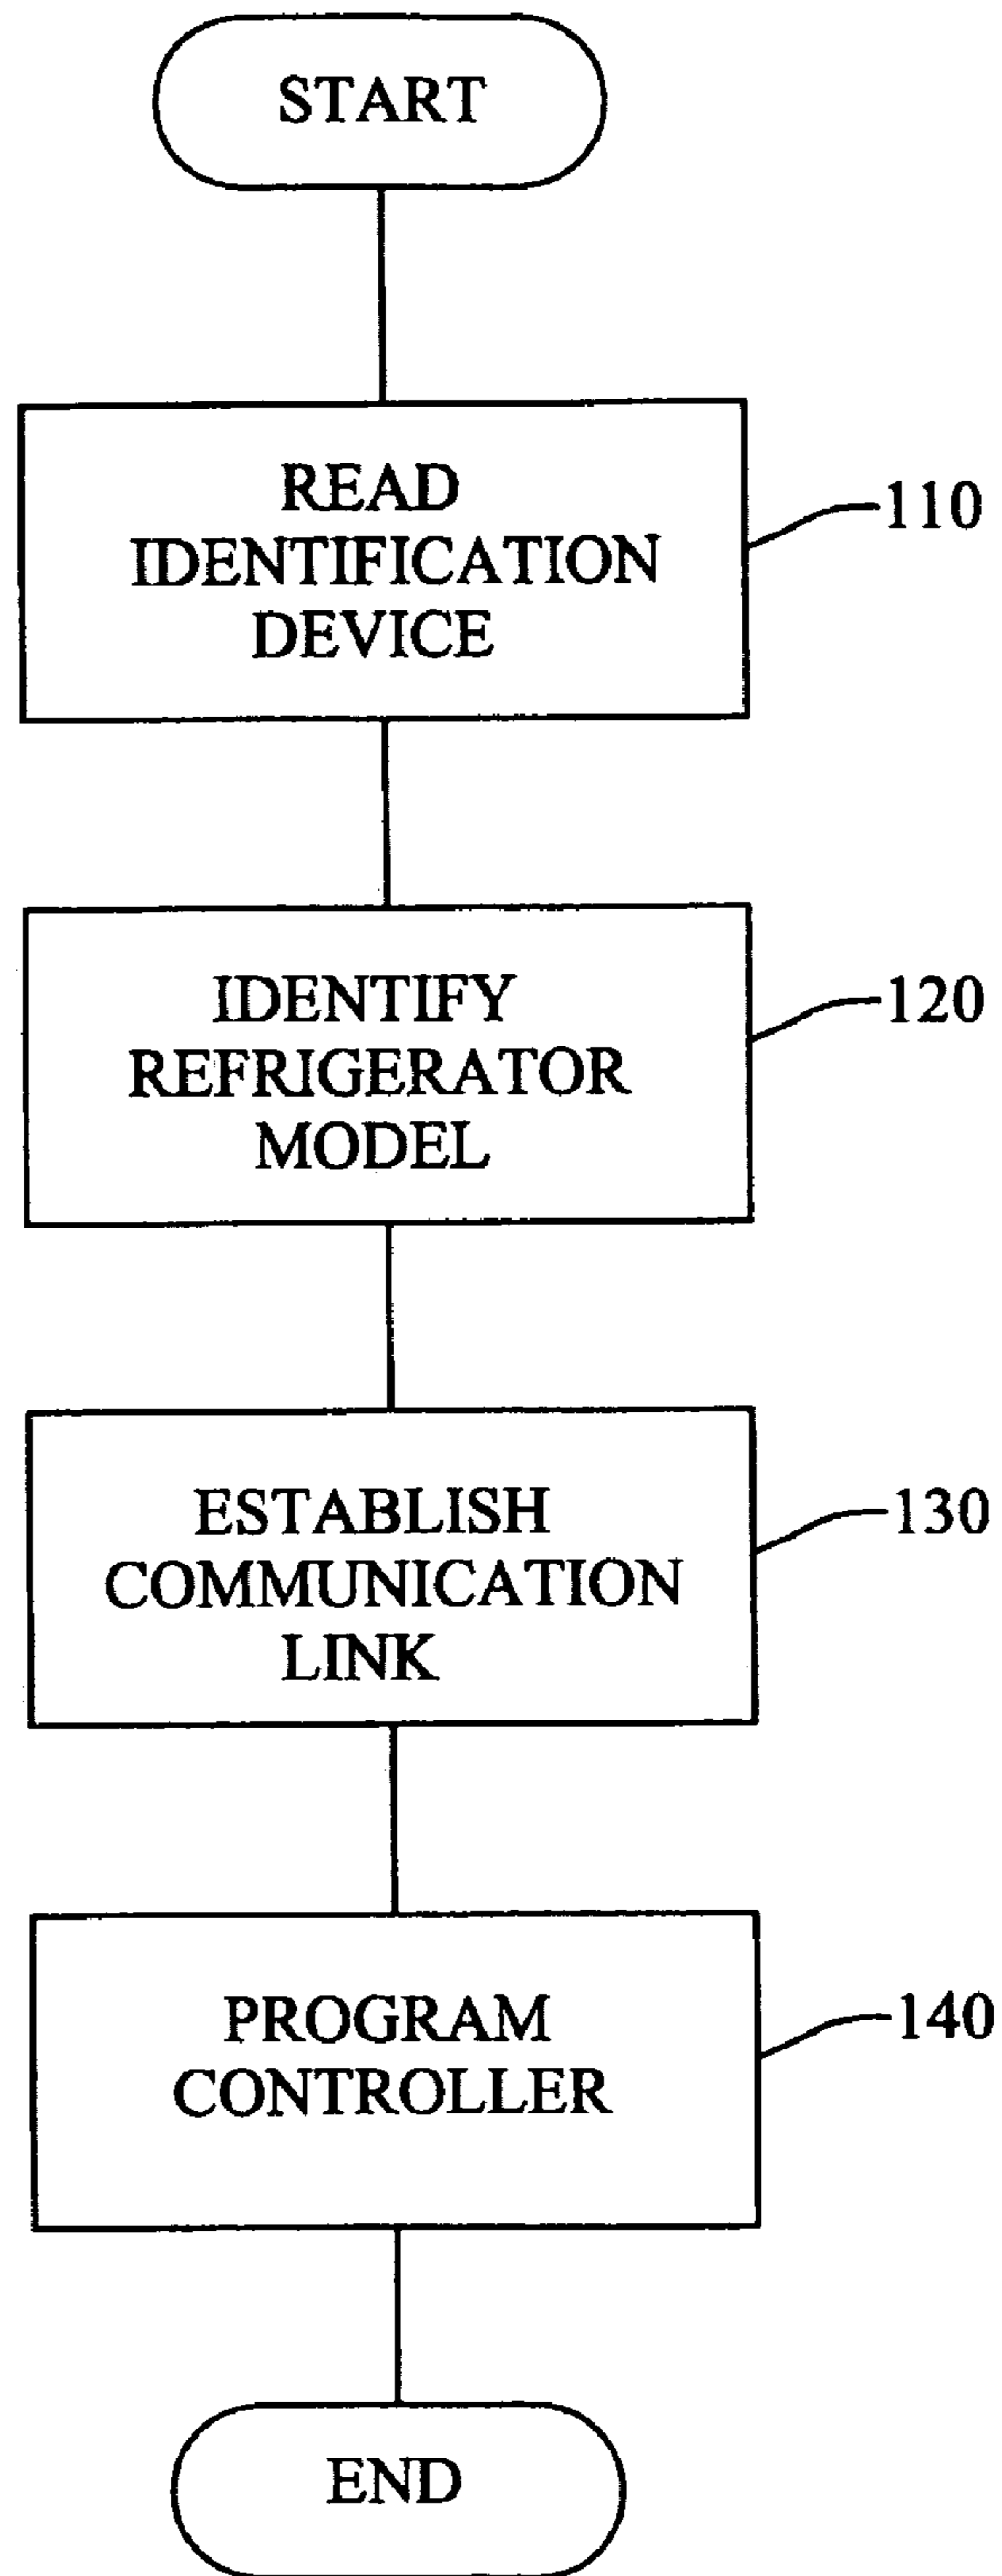 START
READ
IDENTIFICATION
DEVICE
110
IDENTIFY
REFRIGERATOR
MODEL
120
ESTABLISH
COMMUNICATION
LINK
130
PROGRAM
CONTROLLER
140
END